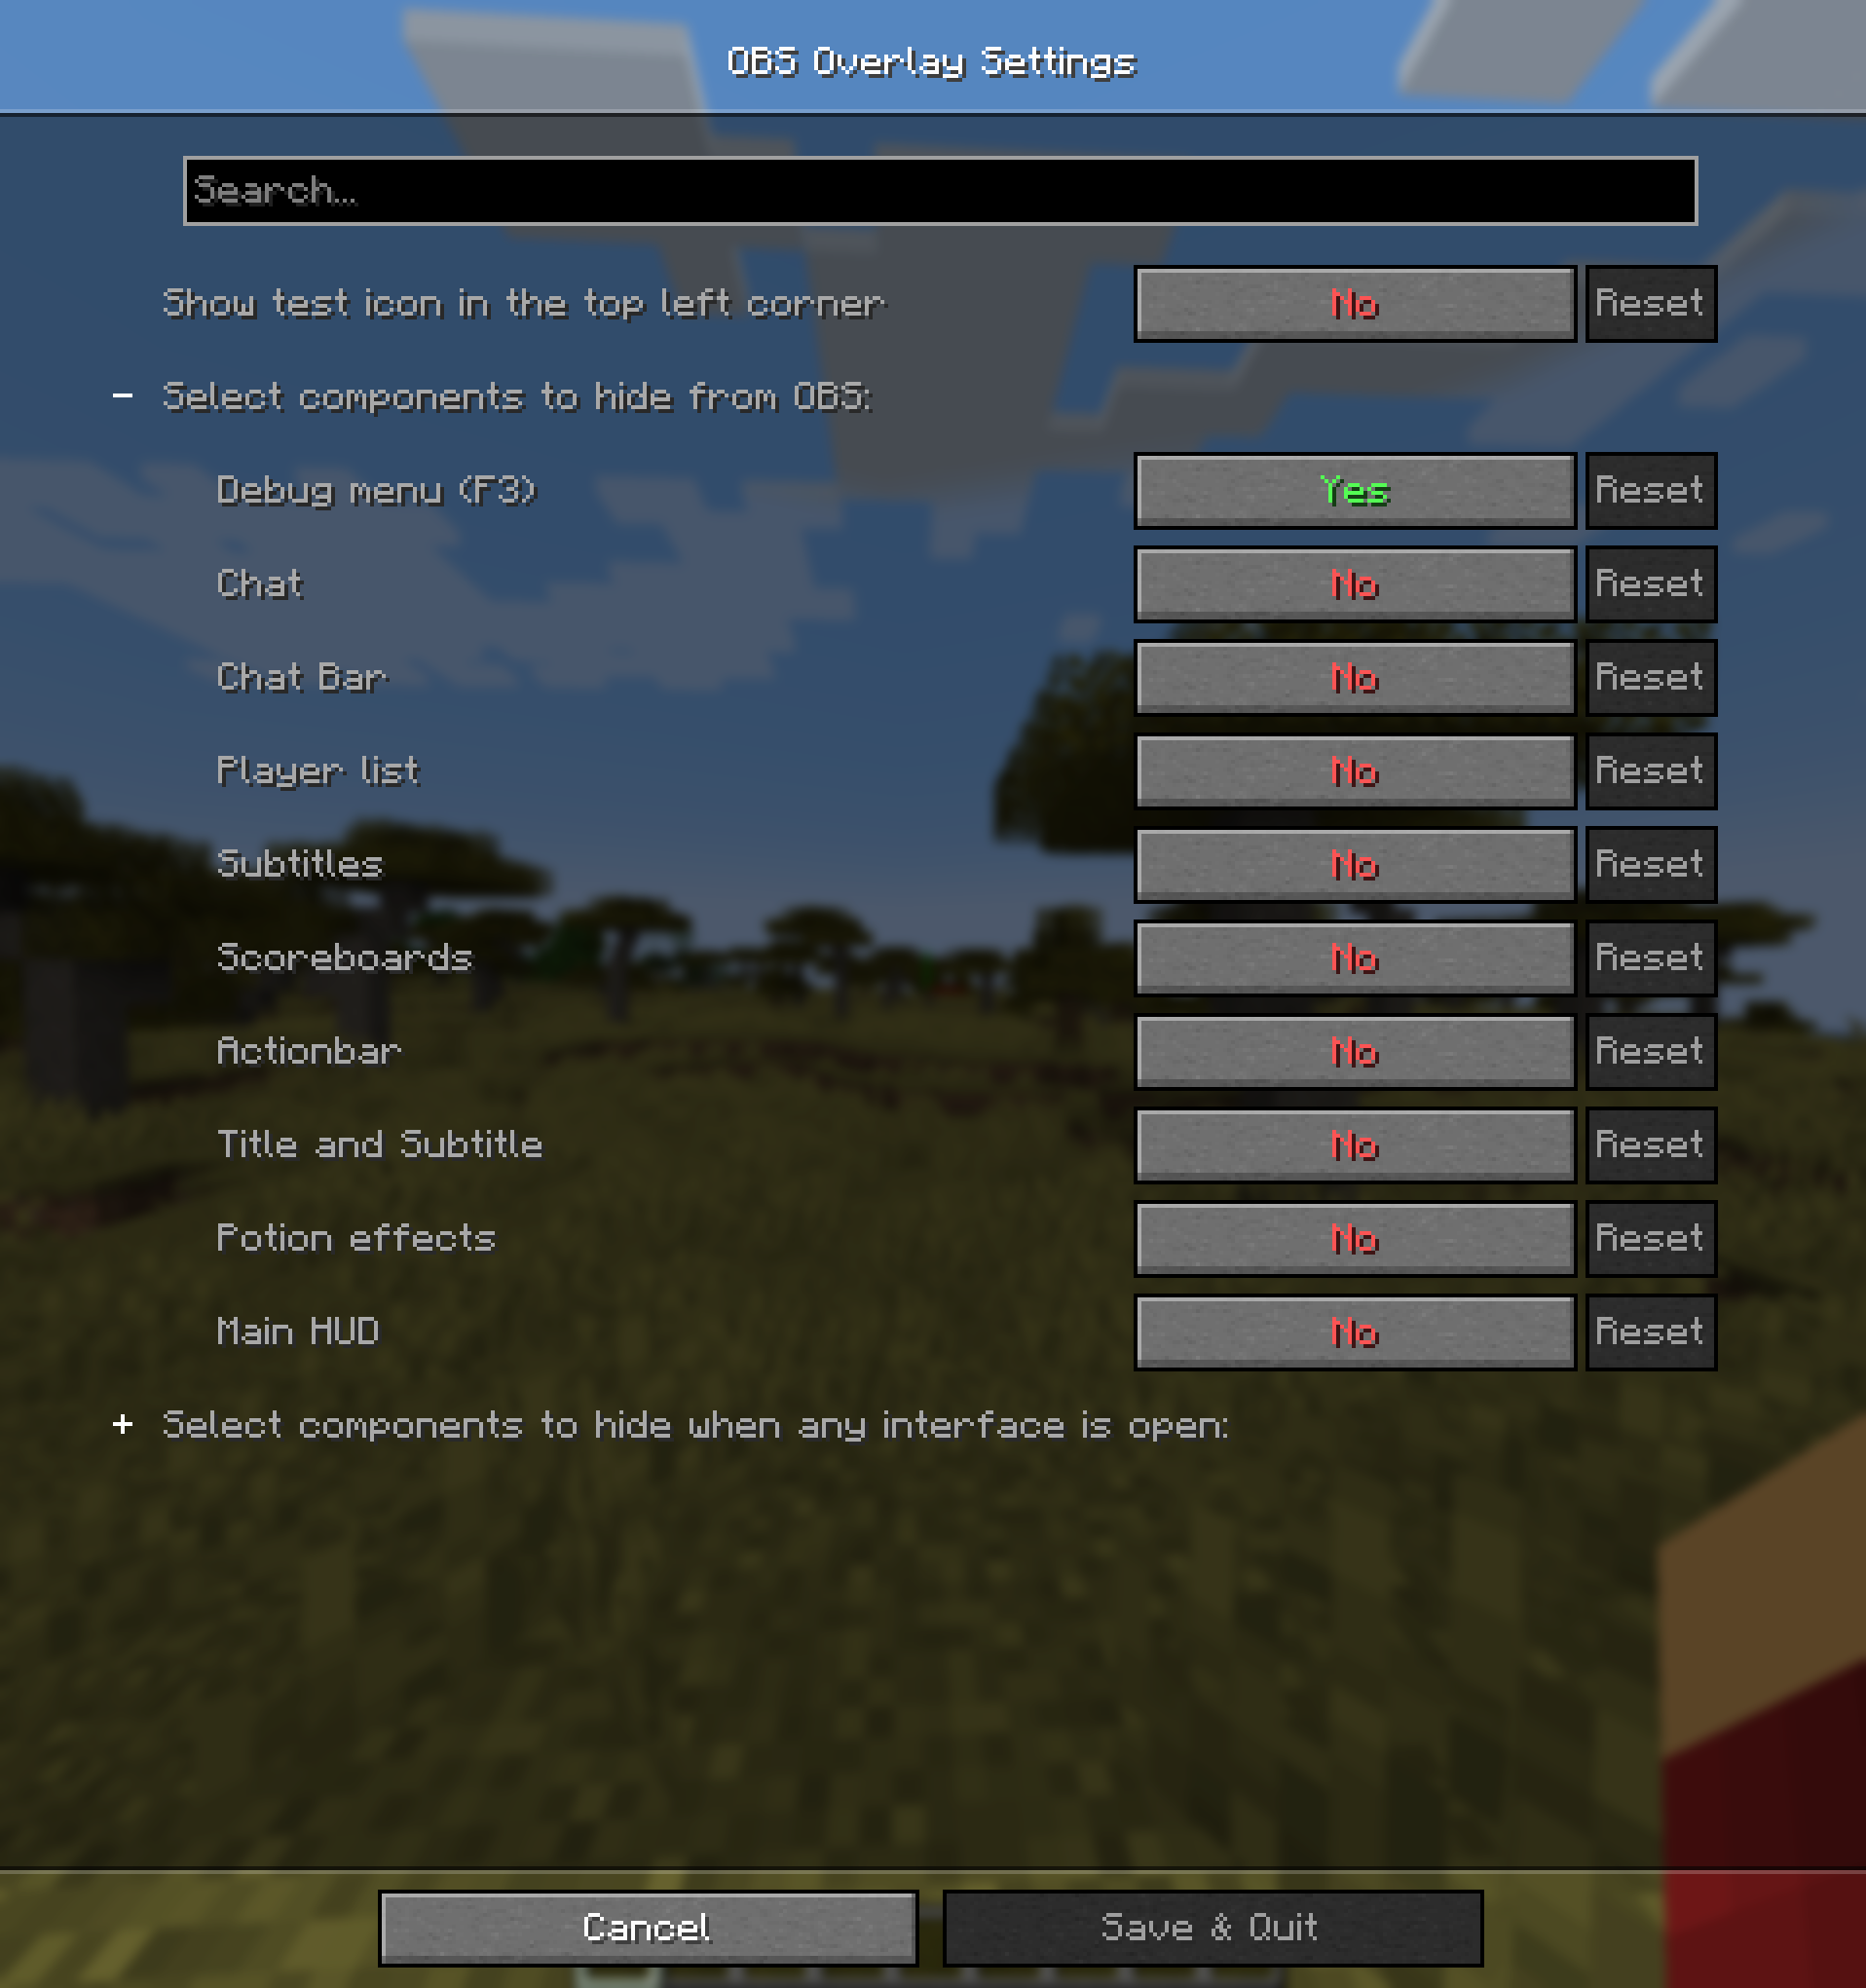 OBS Overlay Settings
Search...
Show test icon in the top left corner No Reset
- Select components to hide from OBS:
Debug menu (F3) Yes Reset
Chat No Reset
Chat Bar No Reset
Player list No Reset
Subtitles No Reset
Scoreboards No Reset
Actionbar No Reset
Title and Subtitle No Reset
Potion effects No Reset
Main HUD No Reset
+ Select components to hide when any interface is open:
Cancel Save & Quit